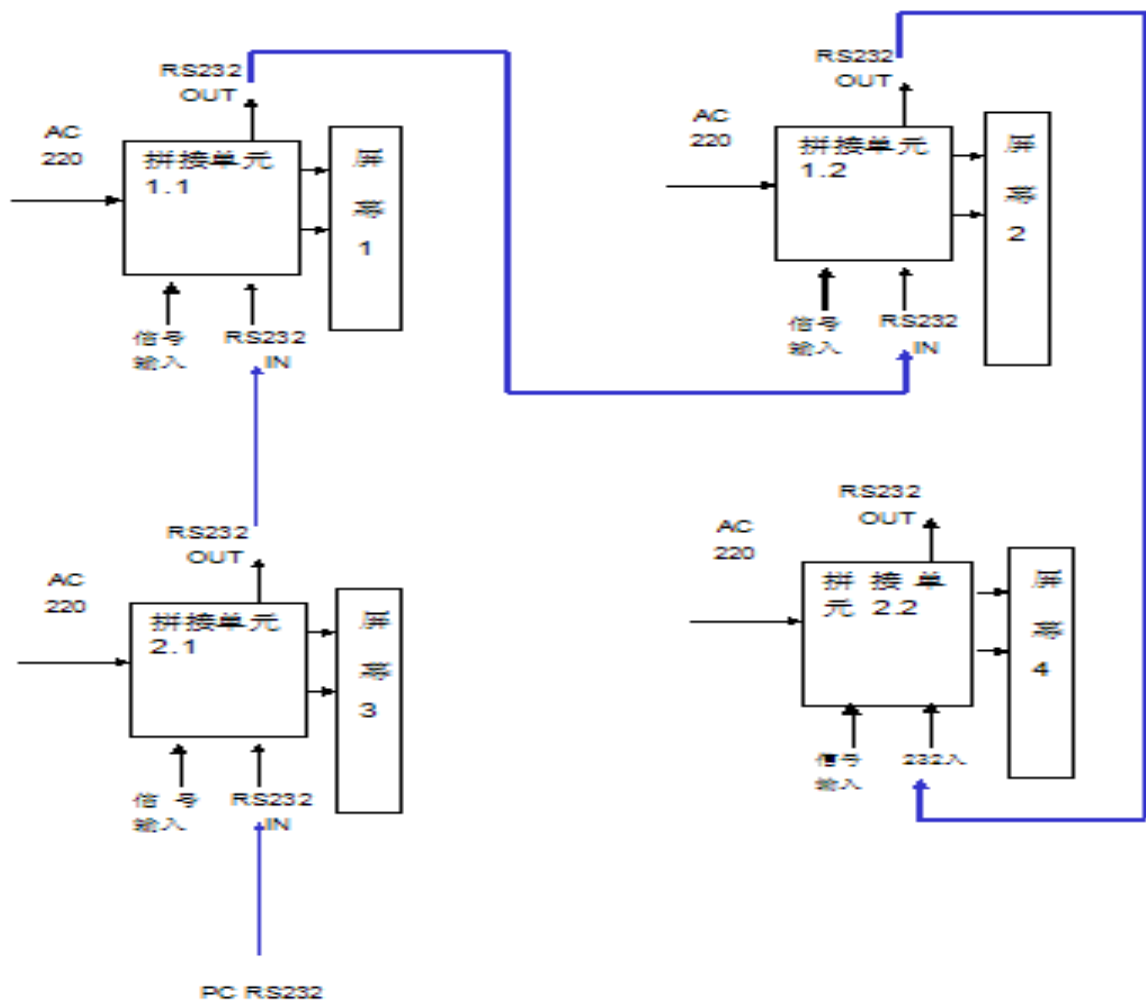 RS232
OUT
AC
220
拼接单元
1.1
屏
幕
1
信号
输入
RS232
IN
RS232
OUT
AC
220
拼接单元
1.2
屏
幕
2
信号
输入
RS232
IN
RS232
OUT
AC
220
拼接单元
2.1
屏
幕
3
信 号
输入
RS232
IN
RS232
OUT
AC
220
拼 接 单
元 2.2
屏
幕
4
信号
输入
232入
PC RS232